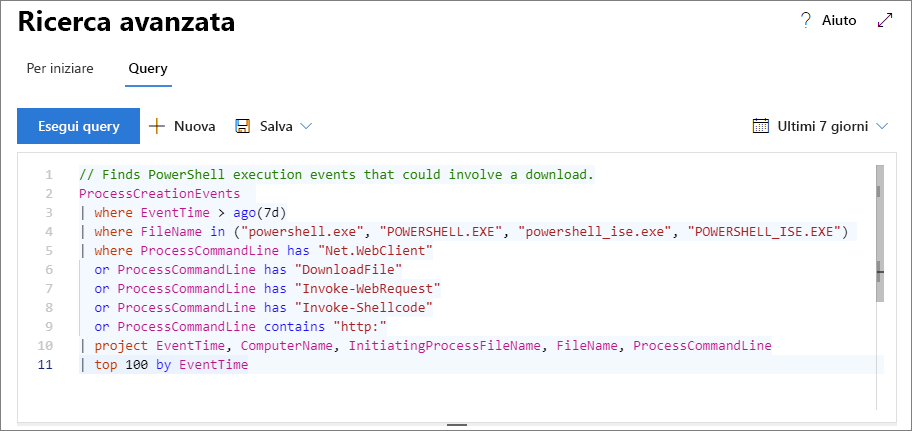 Ricerca avanzata
? Aiuto
Per iniziare
Query
Esegui query
Nuova
Salva
Ultimi 7 giorni
1 // Finds PowerShell execution events that could involve a download.
2 ProcessCreationEvents
3 | where EventTime > ago(7d)
4 | where FileName in ("powershell.exe", "POWERSHELL.EXE", "powershell_ise.exe", "POWERSHELL_ISE.EXE")
5 | where ProcessCommandLine has "Net.WebClient"
6 or ProcessCommandLine has "DownloadFile"
7 or ProcessCommandLine has "Invoke-WebRequest"
8 or ProcessCommandLine has "Invoke-Shellcode"
9 or ProcessCommandLine contains "http:"
10 | project EventTime, ComputerName, InitiatingProcessFileName, FileName, ProcessCommandLine
11 | top 100 by EventTime